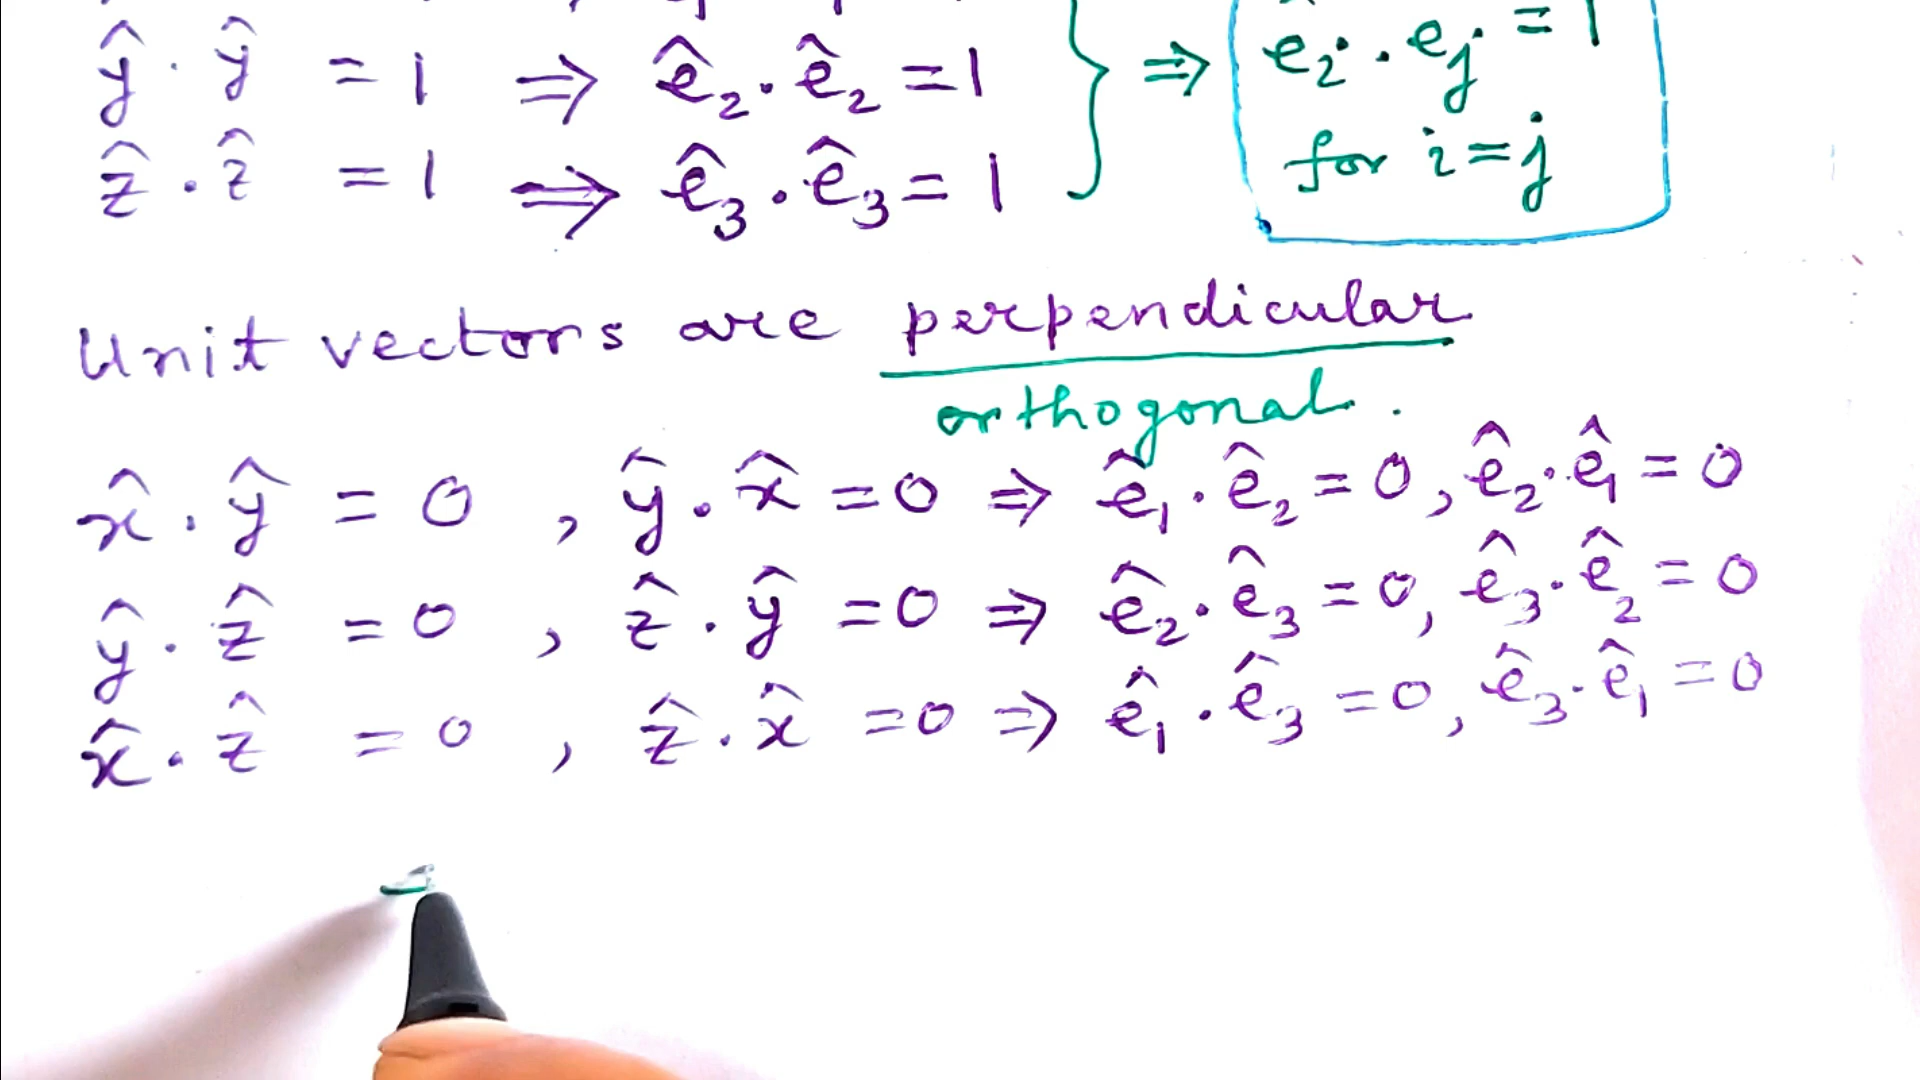 ŷ · ŷ = 1 ⇒ ê₂ · ê₂ = 1
ẑ · ẑ = 1 ⇒ ê₃ · ê₃ = 1
} ⇒ êᵢ · eⱼ = 1
for i = j
Unit vectors are perpendicular
orthogonal.
x̂ · ŷ = 0 , ŷ · x̂ = 0 ⇒ ê₁ · ê₂ = 0, ê₂ · ê₁ = 0
ŷ · ẑ = 0 , ẑ · ŷ = 0 ⇒ ê₂ · ê₃ = 0, ê₃ · ê₂ = 0
x̂ · ẑ = 0 , ẑ · x̂ = 0 ⇒ ê₁ · ê₃ = 0, ê₃ · ê₁ = 0